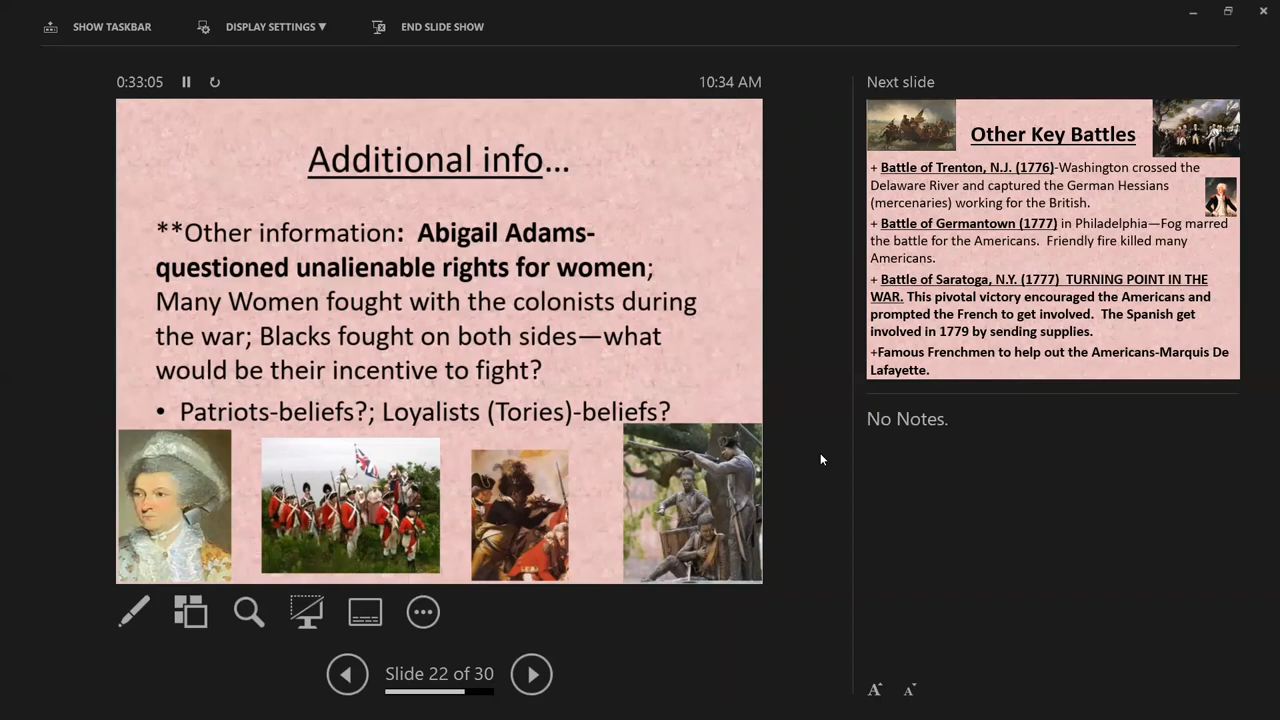 SHOW TASKBAR
DISPLAY SETTINGS ▼
END SLIDE SHOW
0:33:05
10:34 AM
Additional info...
**Other information:  Abigail Adams-
questioned unalienable rights for women;
Many Women fought with the colonists during
the war; Blacks fought on both sides—what
would be their incentive to fight?
• Patriots-beliefs?; Loyalists (Tories)-beliefs?
Slide 22 of 30
Next slide
Other Key Battles
+ Battle of Trenton, N.J. (1776)-Washington crossed the
Delaware River and captured the German Hessians
(mercenaries) working for the British.
+ Battle of Germantown (1777) in Philadelphia—Fog marred
the battle for the Americans.  Friendly fire killed many
Americans.
+ Battle of Saratoga, N.Y. (1777)  TURNING POINT IN THE
WAR. This pivotal victory encouraged the Americans and
prompted the French to get involved.  The Spanish get
involved in 1779 by sending supplies.
+Famous Frenchmen to help out the Americans-Marquis De
Lafayette.
No Notes.
A A